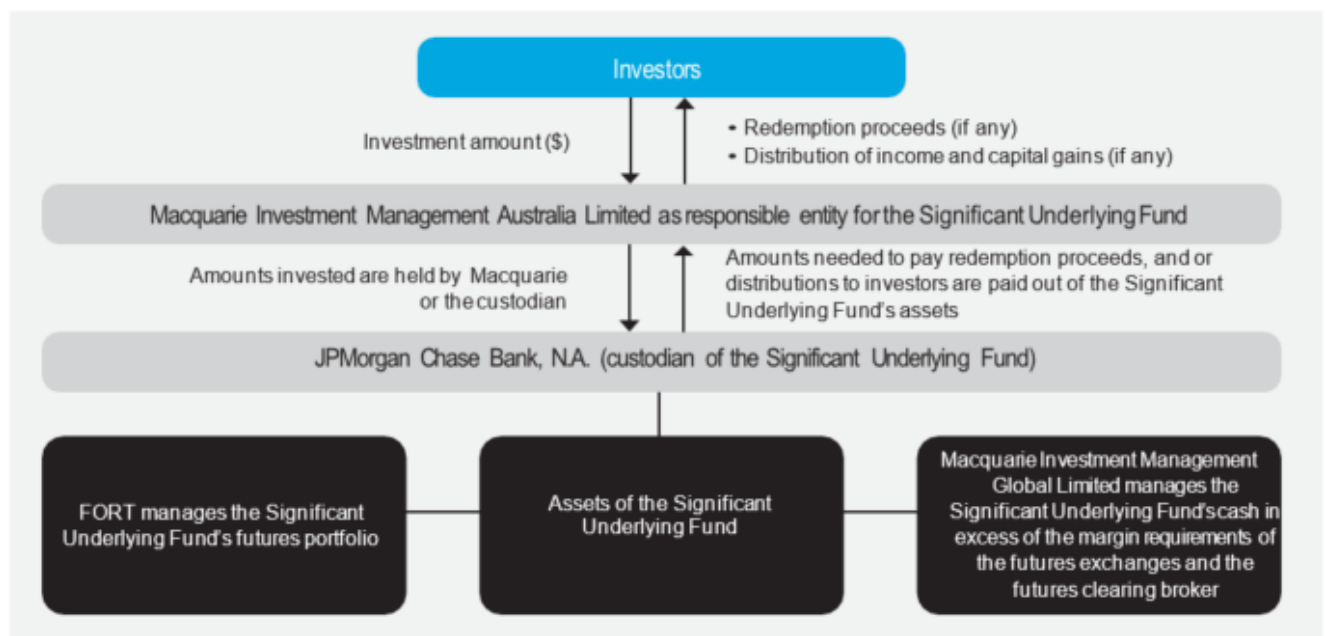 Investors
Investment amount ($)
• Redemption proceeds (if any)
• Distribution of income and capital gains (if any)
Macquarie Investment Management Australia Limited as responsible entity for the Significant Underlying Fund
Amounts invested are held by Macquarie
or the custodian
Amounts needed to pay redemption proceeds, and or
distributions to investors are paid out of the Significant
Underlying Fund's assets
JPMorgan Chase Bank, N.A. (custodian of the Significant Underlying Fund)
FORT manages the Significant
Underlying Fund's futures portfolio
Assets of the Significant
Underlying Fund
Macquarie Investment Management
Global Limited manages the
Significant Underlying Fund's cash in
excess of the margin requirements of
the futures exchanges and the
futures clearing broker